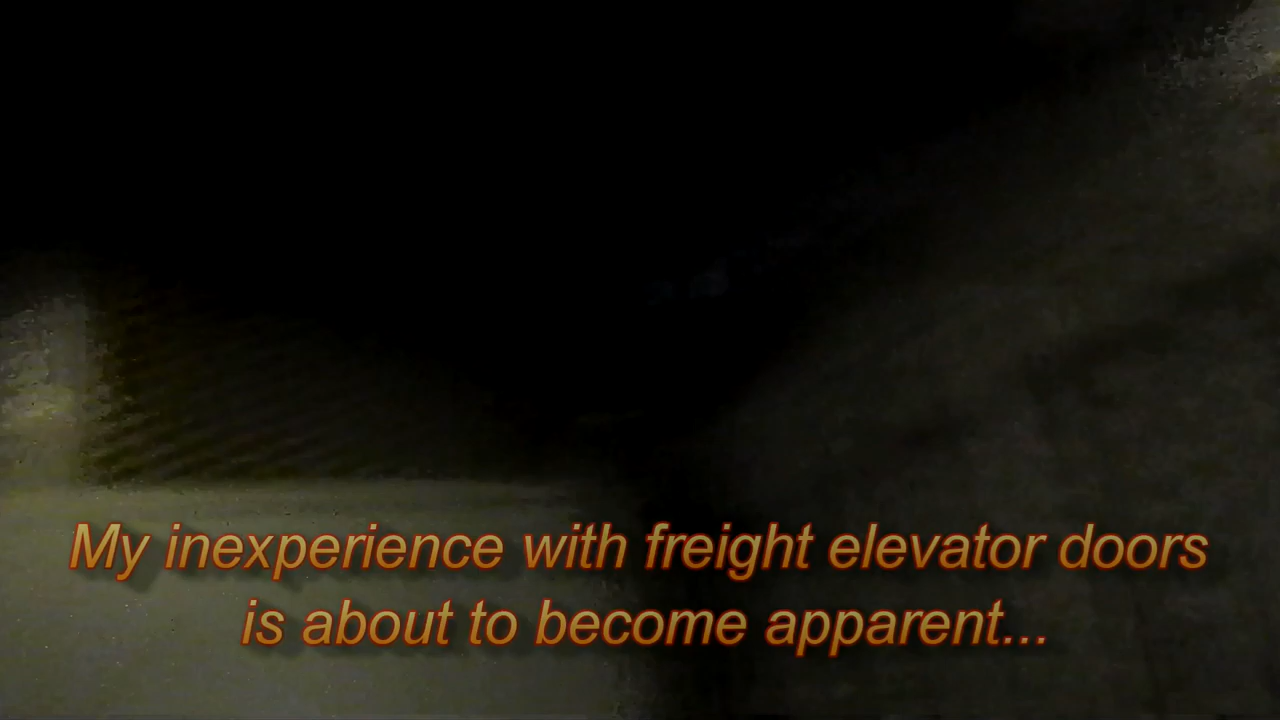 My inexperience with freight elevator doors
is about to become apparent...